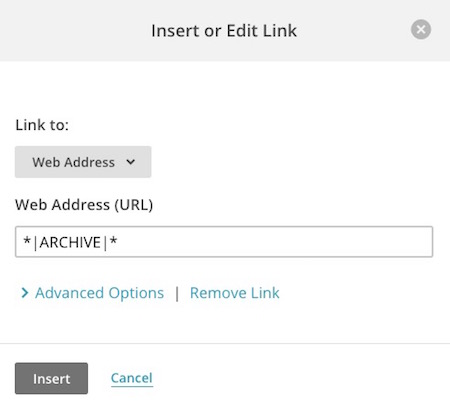 Insert or Edit Link
Link to:
Web Address
Web Address (URL)
*|ARCHIVE|*
Advanced Options | Remove Link
Insert Cancel